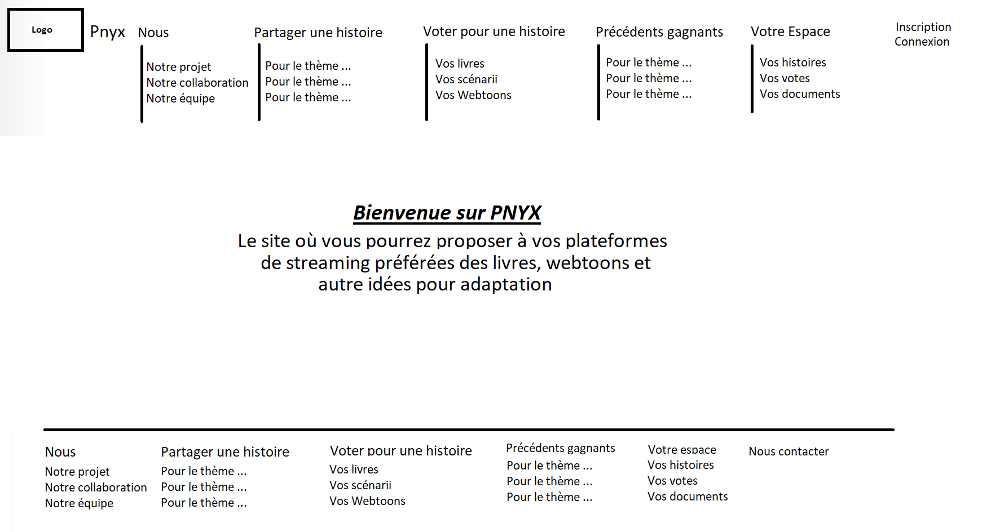 Logo
Pnyx
Nous
Notre projet
Notre collaboration
Notre équipe
Partager une histoire
Pour le thème ...
Pour le thème ...
Pour le thème ...
Voter pour une histoire
Vos livres
Vos scénarii
Vos Webtoons
Précédents gagnants
Pour le thème ...
Pour le thème ...
Pour le thème ...
Votre Espace
Vos histoires
Vos votes
Vos documents
Inscription
Connexion
Bienvenue sur PNYX
Le site où vous pourrez proposer à vos plateformes
de streaming préférées des livres, webtoons et
autre idées pour adaptation
Nous
Notre projet
Notre collaboration
Notre équipe
Partager une histoire
Pour le thème ...
Pour le thème ...
Pour le thème ...
Voter pour une histoire
Vos livres
Vos scénarii
Vos Webtoons
Précédents gagnants
Pour le thème ...
Pour le thème ...
Pour le thème ...
Votre espace
Vos histoires
Vos votes
Vos documents
Nous contacter